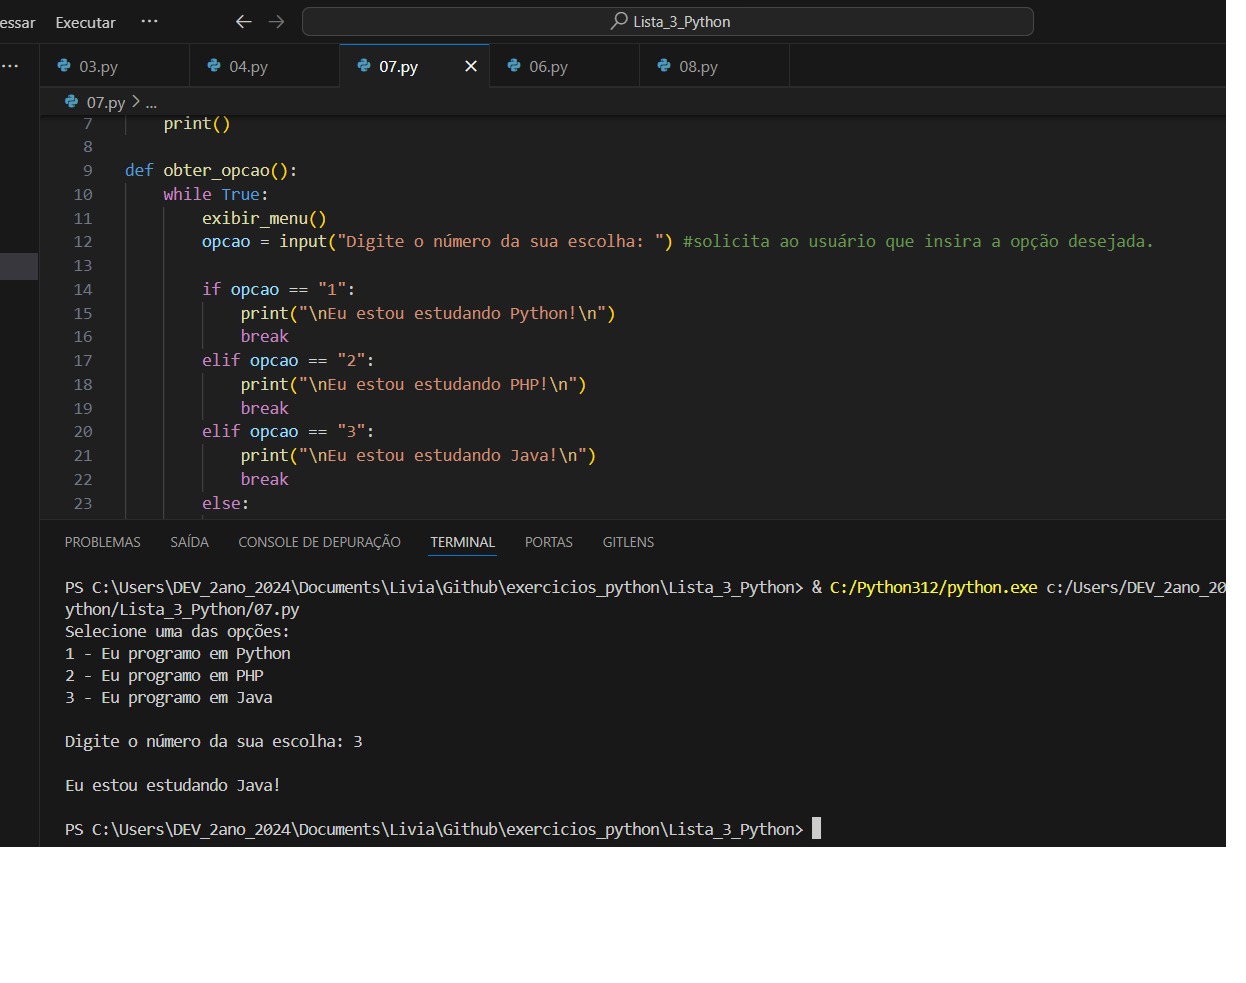 essar Executar ··· Lista_3_Python
··· 03.py 04.py 07.py 06.py 08.py
07.py > ...
7 print()
8
9 def obter_opcao():
10 while True:
11 exibir_menu()
12 opcao = input("Digite o número da sua escolha: ") #solicita ao usuário que insira a opção desejada.
13
14 if opcao == "1":
15 print("\nEu estou estudando Python!\n")
16 break
17 elif opcao == "2":
18 print("\nEu estou estudando PHP!\n")
19 break
20 elif opcao == "3":
21 print("\nEu estou estudando Java!\n")
22 break
23 else:
PROBLEMAS SAÍDA CONSOLE DE DEPURAÇÃO TERMINAL PORTAS GITLENS
PS C:\Users\DEV_2ano_2024\Documents\Livia\Github\exercicios_python\Lista_3_Python> & C:/Python312/python.exe c:/Users/DEV_2ano_20
ython/Lista_3_Python/07.py
Selecione uma das opções:
1 - Eu programo em Python
2 - Eu programo em PHP
3 - Eu programo em Java
Digite o número da sua escolha: 3
Eu estou estudando Java!
PS C:\Users\DEV_2ano_2024\Documents\Livia\Github\exercicios_python\Lista_3_Python>